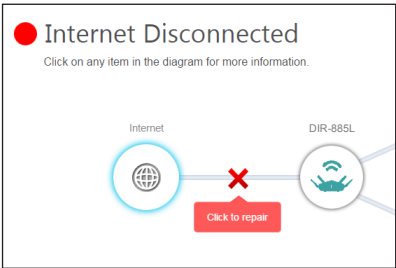 Internet Disconnected
Click on any item in the diagram for more information.
Internet
DIR-885L
Click to repair